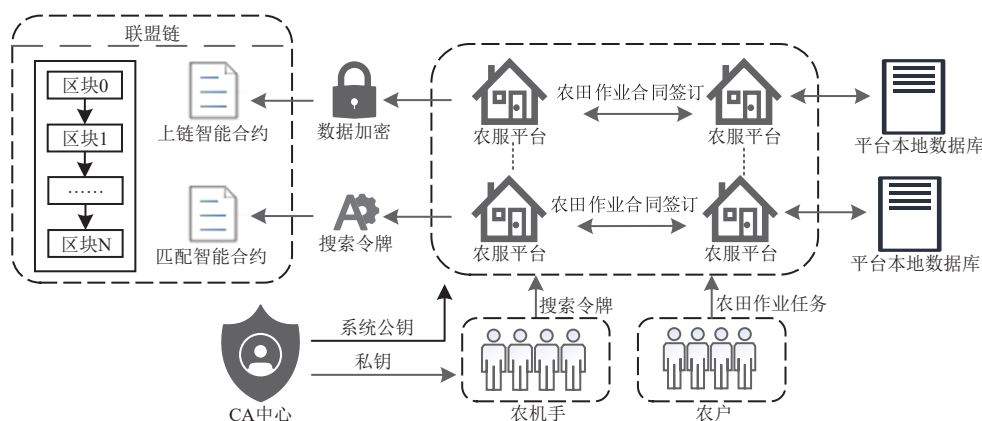 联盟链
区块0
区块1
……
区块N
上链智能合约
匹配智能合约
数据加密
搜索令牌
农服平台
农田作业合同签订
农服平台
农服平台
农田作业合同签订
农服平台
平台本地数据库
平台本地数据库
系统公钥
私钥
CA中心
搜索令牌
农田作业任务
农机手
农户